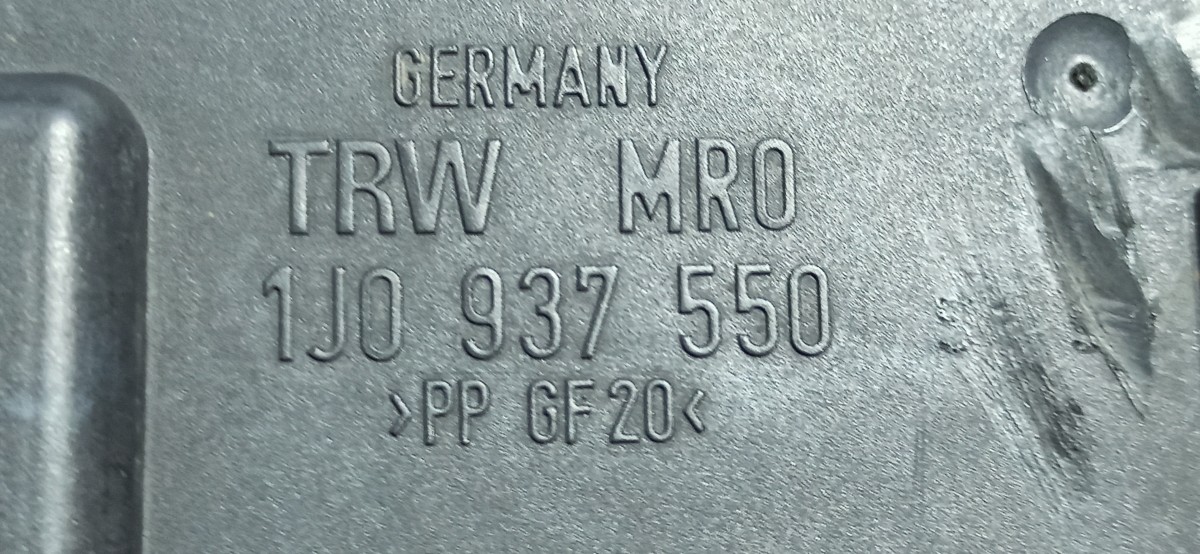 GERMANY
TRW MRO
1J0 937 550
>PP GF20<